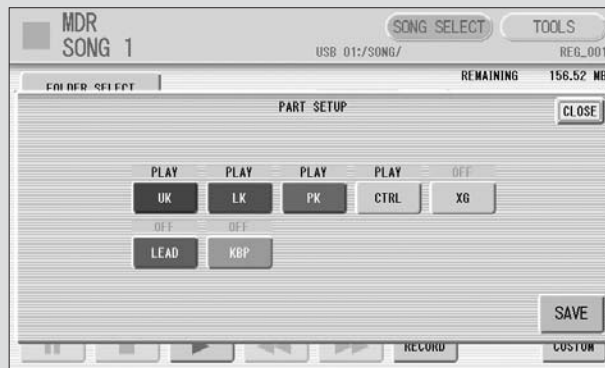 MDR
SONG 1
SONG SELECT
TOOLS
USB 01:/SONG/
REG_001
REMAINING 156.52 MB
FOLDER SELECT
PART SETUP
CLOSE
PLAY PLAY PLAY PLAY OFF
UK LK PK CTRL XG
OFF OFF
LEAD KBP
SAVE
RECORD
CUSTOM